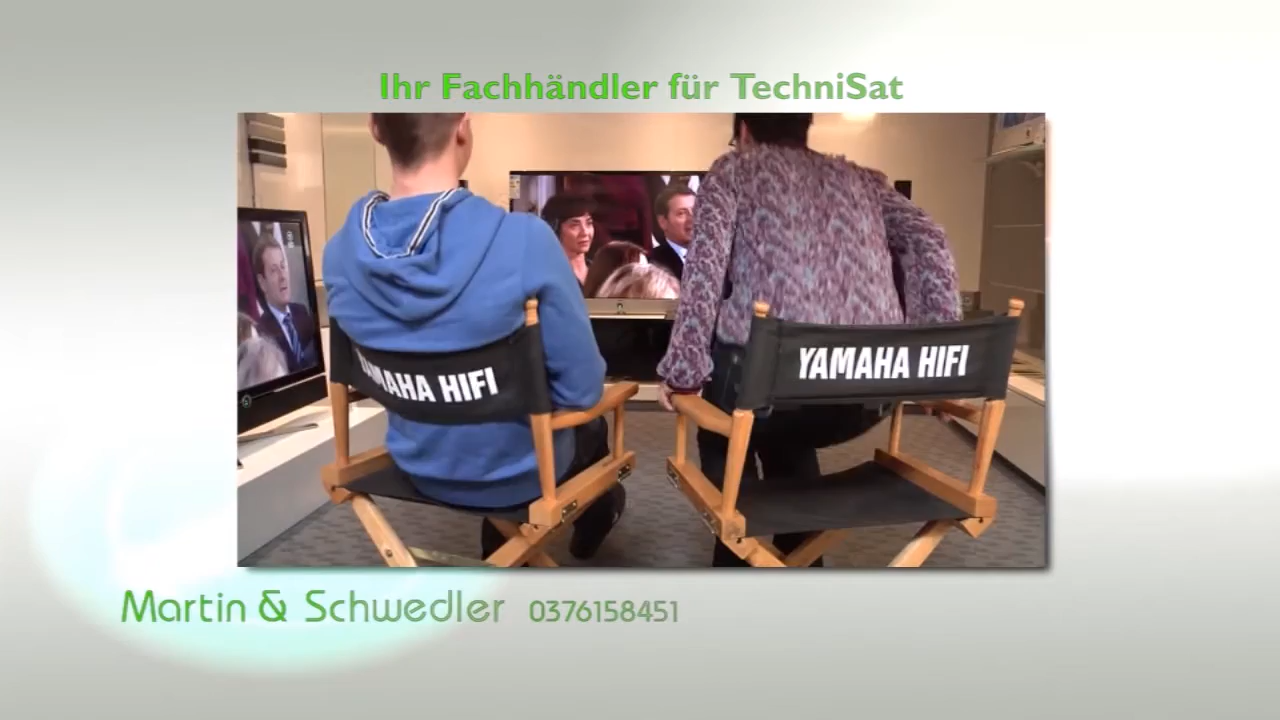 Ihr Fachhändler für TechniSat
YAMAHA HIFI
YAMAHA HIFI
Martin & Schwedler 0376158451